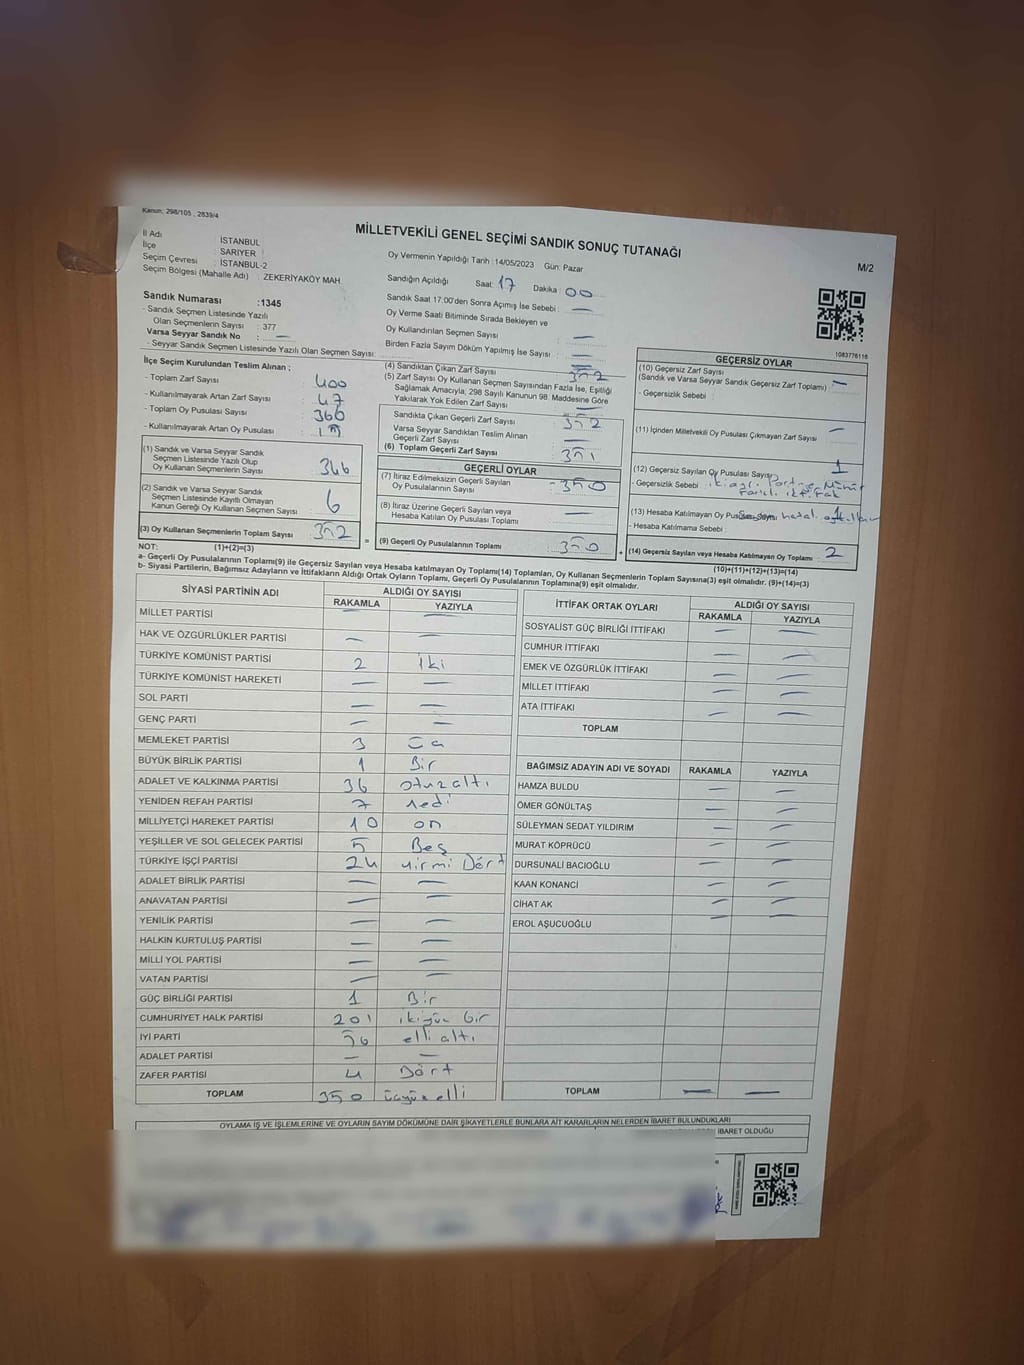 Kanun: 298/105 , 2839/4
MİLLETVEKİLİ GENEL SEÇİMİ SANDIK SONUÇ TUTANAĞI
M/2
İl Adı : İSTANBUL
İlçe : SARIYER
Seçim Çevresi : İSTANBUL-2
Seçim Bölgesi (Mahalle Adı) : ZEKERİYAKÖY MAH.
Oy Vermenin Yapıldığı Tarih :14/05/2023 Gün: Pazar
Sandığın Açıldığı Saat: 17 Dakika : 00
Sandık Saat 17:00'den Sonra Açımış İse Sebebi : —
Oy Verme Saati Bitiminde Sırada Bekleyen ve
Oy Kullandırılan Seçmen Sayısı —
Birden Fazla Sayım Döküm Yapılmış İse Sayısı : —
Sandık Numarası :1345
- Sandık Seçmen Listesinde Yazılı
Olan Seçmenlerin Sayısı : 377
Varsa Seyyar Sandık No : —
- Seyyar Sandık Seçmen Listesinde Yazılı Olan Seçmen Sayısı:
İlçe Seçim Kurulundan Teslim Alınan ;
- Toplam Zarf Sayısı : 400
- Kullanılmayarak Artan Zarf Sayısı : 47
- Toplam Oy Pusulası Sayısı : 360
- Kullanılmayarak Artan Oy Pusulası
(1) Sandık ve Varsa Seyyar Sandık
Seçmen Listesinde Yazılı Olup
Oy Kullanan Seçmenlerin Sayısı 346
(2) Sandık ve Varsa Seyyar Sandık
Seçmen Listesinde Kayıtlı Olmayan
Kanun Gereği Oy Kullanan Seçmen Sayısı 6
(3) Oy Kullanan Seçmenlerin Toplam Sayısı 352
(1)+(2)=(3)
(4) Sandıktan Çıkan Zarf Sayısı 352
(5) Zarf Sayısı Oy Kullanan Seçmen Sayısından Fazla İse, Eşitliği
Sağlamak Amacıyla, 298 Sayılı Kanunun 98. Maddesine Göre
Yakılarak Yok Edilen Zarf Sayısı —
Sandıkta Çıkan Geçerli Zarf Sayısı 352
Varsa Seyyar Sandıktan Teslim Alınan
Geçerli Zarf Sayısı —
(6) Toplam Geçerli Zarf Sayısı 351
GEÇERLİ OYLAR
(7) İtiraz Edilmeksizin Geçerli Sayılan
Oy Pusulalarının Sayısı 350
(8) İtiraz Üzerine Geçerli Sayılan veya
Hesaba Katılan Oy Pusulası Toplamı —
(9) Geçerli Oy Pusulalarının Toplamı 350
1083776116
GEÇERSİZ OYLAR
(10) Geçersiz Zarf Sayısı
(Sandık ve Varsa Seyyar Sandık Geçersiz Zarf Toplamı) —
- Geçersizlik Sebebi :
(11) İçinden Milletvekili Oy Pusulası Çıkmayan Zarf Sayısı —
(12) Geçersiz Sayılan Oy Pusulası Sayısı 1
- Geçersizlik Sebebi : iki ayrı
(13) Hesaba Katılmayan Oy 1
- Hesaba Katılmama Sebebi :
(14) Geçersiz Sayılan veya Hesaba Katılmayan Oy Toplamı 2
(10)+(11)+(12)+(13)=(14)
NOT:
a- Geçerli Oy Pusulalarının Toplamı(9) ile Geçersiz Sayılan veya Hesaba Katılmayan Oy Toplamı(14) Toplamları, Oy Kullanan Seçmenlerin Toplam Sayısına(3) eşit olmalıdır. (9)+(14)=(3)
b- Siyasi Partilerin, Bağımsız Adayların ve İttifakların Aldığı Ortak Oyların Toplamı, Geçerli Oy Pusulalarının Toplamına(9) eşit olmalıdır.
SİYASİ PARTİNİN ADI ALDIĞI OY SAYISI
RAKAMLA YAZIYLA
MİLLET PARTİSİ — —
HAK VE ÖZGÜRLÜKLER PARTİSİ — —
TÜRKİYE KOMÜNİST PARTİSİ 2 iki
TÜRKİYE KOMÜNİST HAREKETİ — —
SOL PARTİ — —
GENÇ PARTİ — —
MEMLEKET PARTİSİ 3 üç
BÜYÜK BİRLİK PARTİSİ 1 Bir
ADALET VE KALKINMA PARTİSİ 36 otuzaltı
YENİDEN REFAH PARTİSİ 7 Yedi
MİLLİYETÇİ HAREKET PARTİSİ 10 on
YEŞİLLER VE SOL GELECEK PARTİSİ 5 Beş
TÜRKİYE İŞÇİ PARTİSİ 24 yirmi Dört
ADALET BİRLİK PARTİSİ — —
ANAVATAN PARTİSİ — —
YENİLİK PARTİSİ — —
HALKIN KURTULUŞ PARTİSİ — —
MİLLİ YOL PARTİSİ — —
VATAN PARTİSİ — —
GÜÇ BİRLİĞİ PARTİSİ 1 Bir
CUMHURİYET HALK PARTİSİ 201 ikiyüz bir
İYİ PARTİ 56 elli altı
ADALET PARTİSİ — —
ZAFER PARTİSİ 4 Dört
TOPLAM 350 üçyüz elli
İTTİFAK ORTAK OYLARI ALDIĞI OY SAYISI
RAKAMLA YAZIYLA
SOSYALİST GÜÇ BİRLİĞİ İTTİFAKI — —
CUMHUR İTTİFAKI — —
EMEK VE ÖZGÜRLÜK İTTİFAKI — —
MİLLET İTTİFAKI — —
ATA İTTİFAKI — —
TOPLAM
BAĞIMSIZ ADAYIN ADI VE SOYADI RAKAMLA YAZIYLA
HAMZA BULDU — —
ÖMER GÖNÜLTAŞ — —
SÜLEYMAN SEDAT YILDIRIM — —
MURAT KÖPRÜCÜ — —
DURSUNALİ BACIOĞLU — —
KAAN KONANCİ — —
CİHAT AK — —
EROL AŞUCUOĞLU — —
TOPLAM — —
OYLAMA İŞ VE İŞLEMLERİNE VE OYLARIN SAYIM DÖKÜMÜNE DAİR ŞİKAYETLERLE BUNLARA AİT KARARLARIN NELERDEN İBARET BULUNDUKLARI
İBARET OLDUĞU